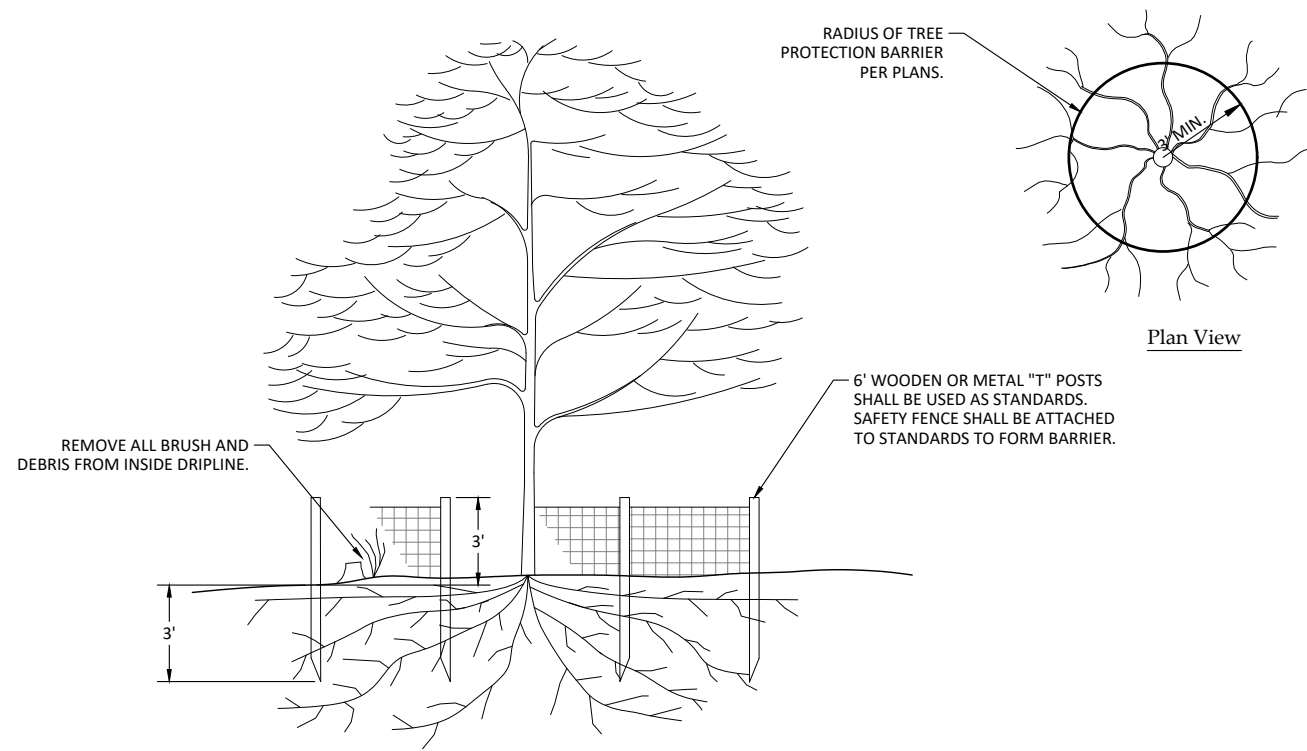 RADIUS OF TREE
PROTECTION BARRIER
PER PLANS.
3' MIN.
Plan View
6' WOODEN OR METAL "T" POSTS
SHALL BE USED AS STANDARDS.
SAFETY FENCE SHALL BE ATTACHED
TO STANDARDS TO FORM BARRIER.
REMOVE ALL BRUSH AND
DEBRIS FROM INSIDE DRIPLINE.
3'
3'